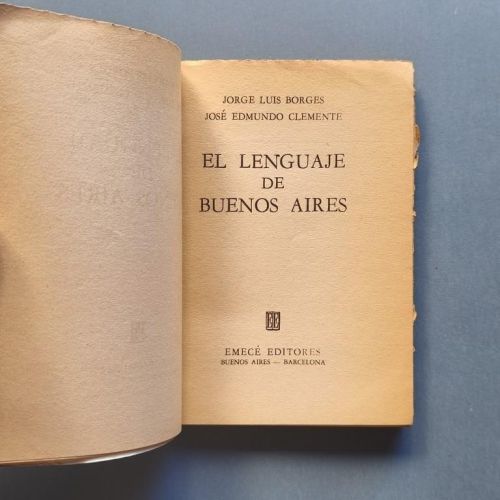 JORGE LUIS BORGES
JOSÉ EDMUNDO CLEMENTE
EL LENGUAJE
DE
BUENOS AIRES
EMECÉ EDITORES
BUENOS AIRES — BARCELONA